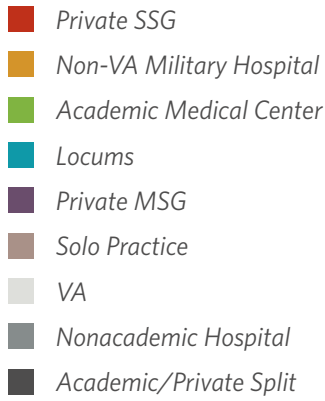 Private SSG
Non-VA Military Hospital
Academic Medical Center
Locums
Private MSG
Solo Practice
VA
Nonacademic Hospital
Academic/Private Split